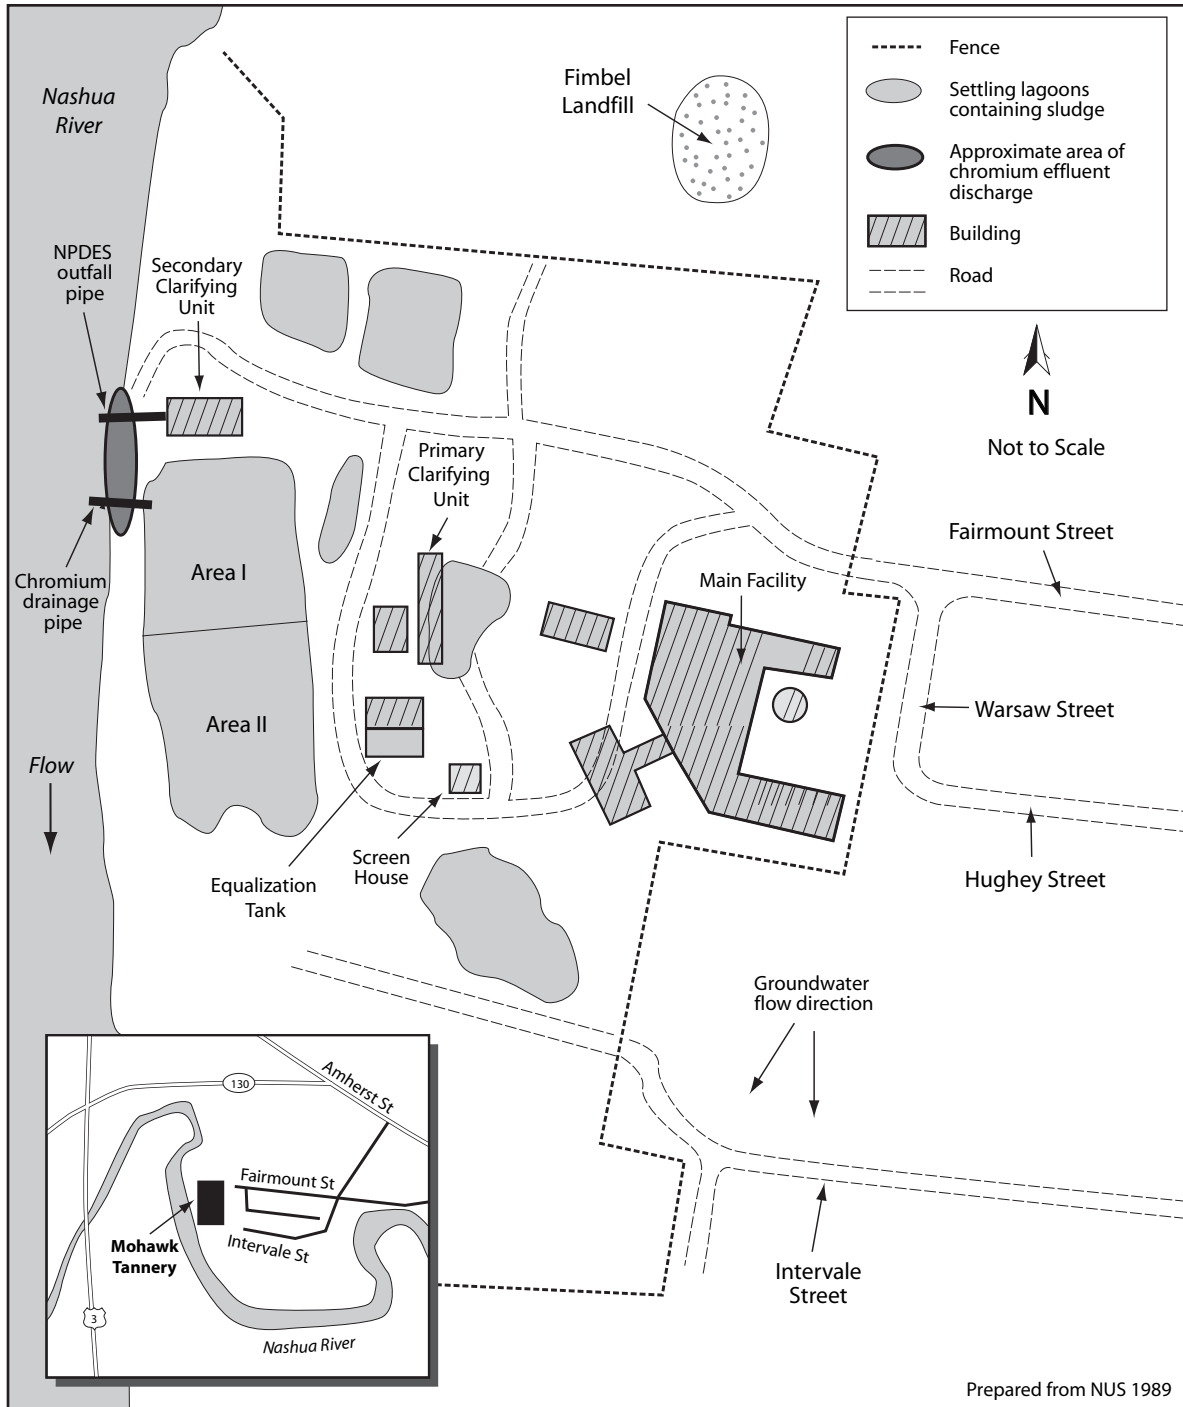 Nashua
River
Fimbel
Landfill
Fence
Settling lagoons
containing sludge
Approximate area of
chromium effluent
discharge
Building
Road
N
Not to Scale
NPDES
outfall
pipe
Secondary
Clarifying
Unit
Primary
Clarifying
Unit
Fairmount Street
Area I
Main Facility
Chromium
drainage
pipe
Area II
Warsaw Street
Flow
Screen
House
Equalization
Tank
Hughey Street
Groundwater
flow direction
Amherst St
130
Fairmount St
Mohawk
Tannery
Intervale St
3
Nashua River
Intervale
Street
Prepared from NUS 1989